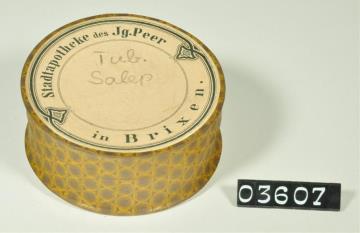 Stadtapotheke des Jg. Peer
Tub.
Salep
in Brixen.
03607